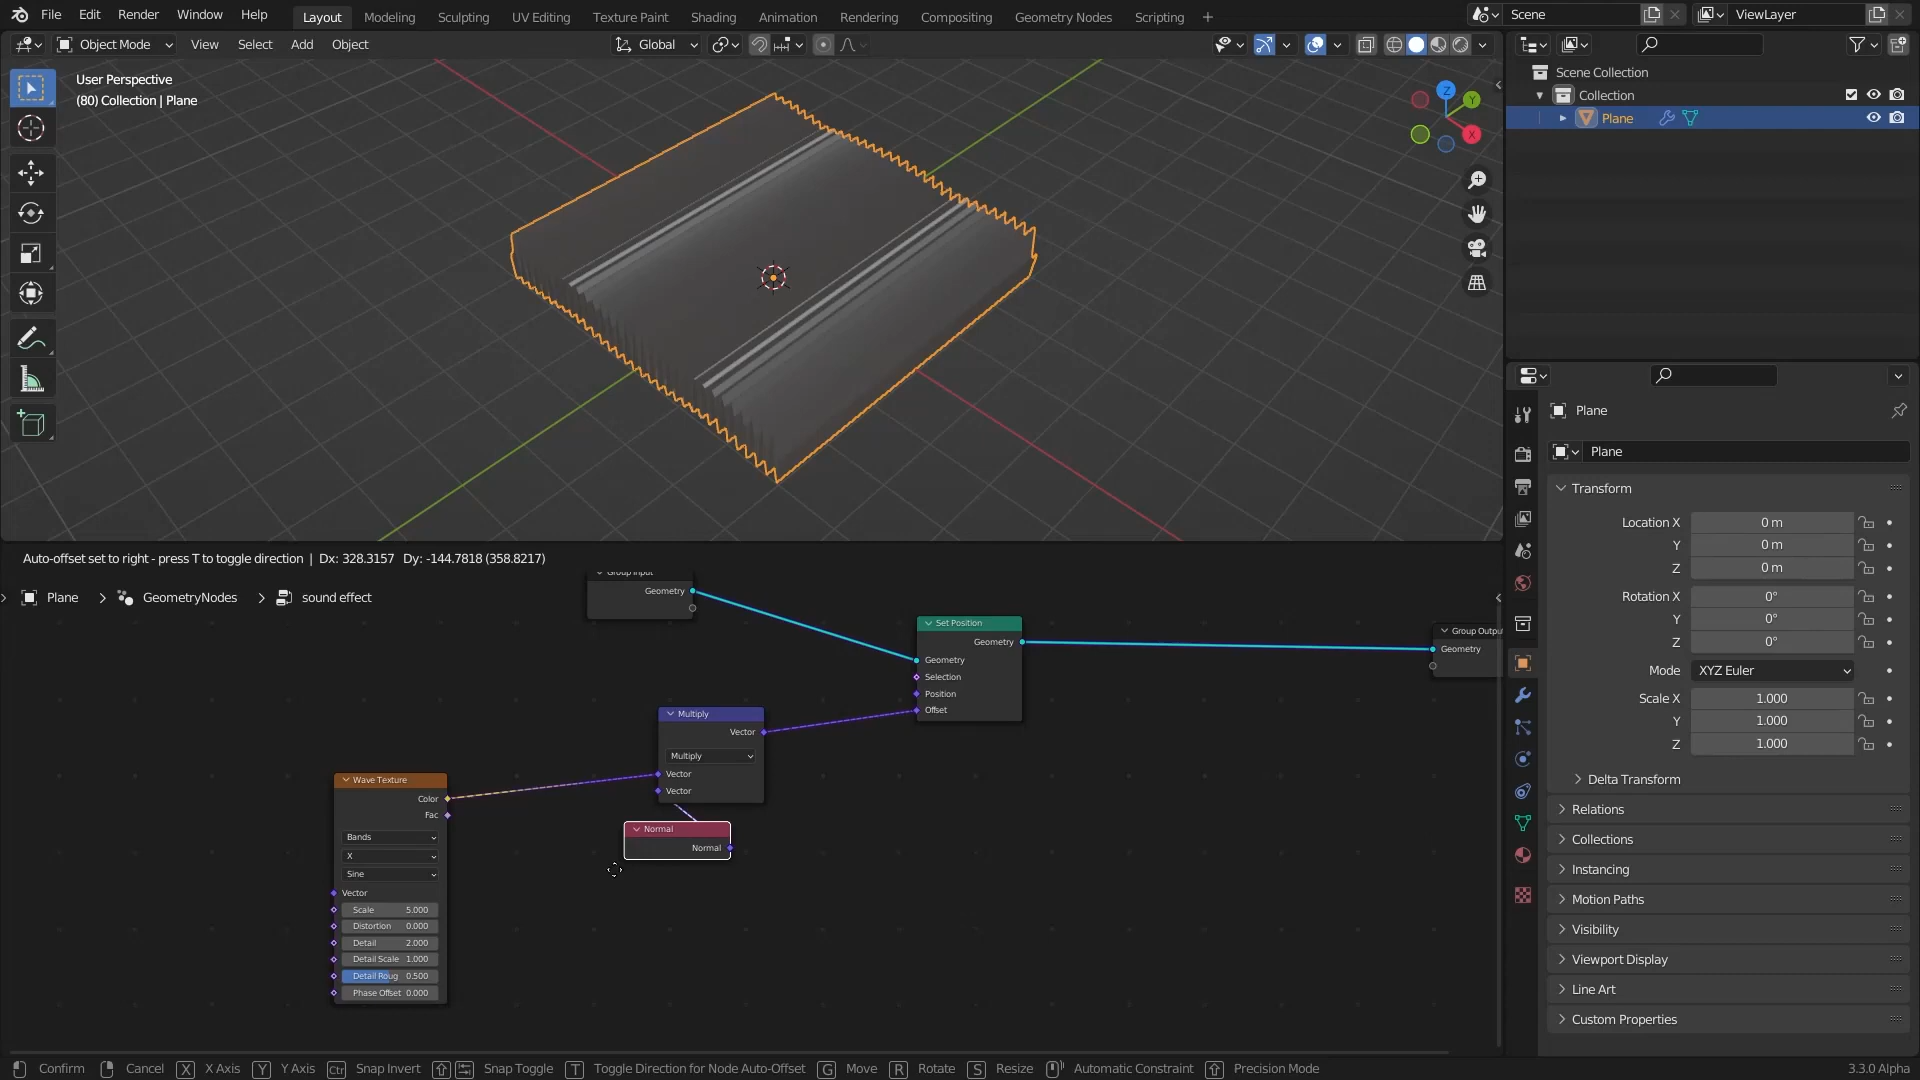 File Edit Render Window Help Layout Modeling Sculpting UV Editing Texture Paint Shading Animation Rendering Compositing Geometry Nodes Scripting + Scene ViewLayer
Object Mode View Select Add Object Global
User Perspective
(80) Collection | Plane
Z
Y
X
Scene Collection
Collection
Plane
Plane
Plane
Transform
Location X 0 m
Y 0 m
Z 0 m
Rotation X 0°
Y 0°
Z 0°
Mode XYZ Euler
Scale X 1.000
Y 1.000
Z 1.000
Delta Transform
Relations
Collections
Instancing
Motion Paths
Visibility
Viewport Display
Line Art
Custom Properties
Auto-offset set to right - press T to toggle direction | Dx: 328.3157 Dy: -144.7818 (358.8217)
Plane > GeometryNodes > sound effect
Group Input
Geometry
Set Position
Geometry
Geometry
Selection
Position
Offset
Group Outpu
Geometry
Multiply
Vector
Multiply
Vector
Vector
Normal
Normal
Wave Texture
Color
Fac
Bands
X
Sine
Vector
Scale 5.000
Distortion 0.000
Detail 2.000
Detail Scale 1.000
Detail Roug 0.500
Phase Offset 0.000
Confirm Cancel X X Axis Y Y Axis Ctrl Snap Invert Snap Toggle T Toggle Direction for Node Auto-Offset G Move R Rotate S Resize Automatic Constraint Precision Mode 3.3.0 Alpha